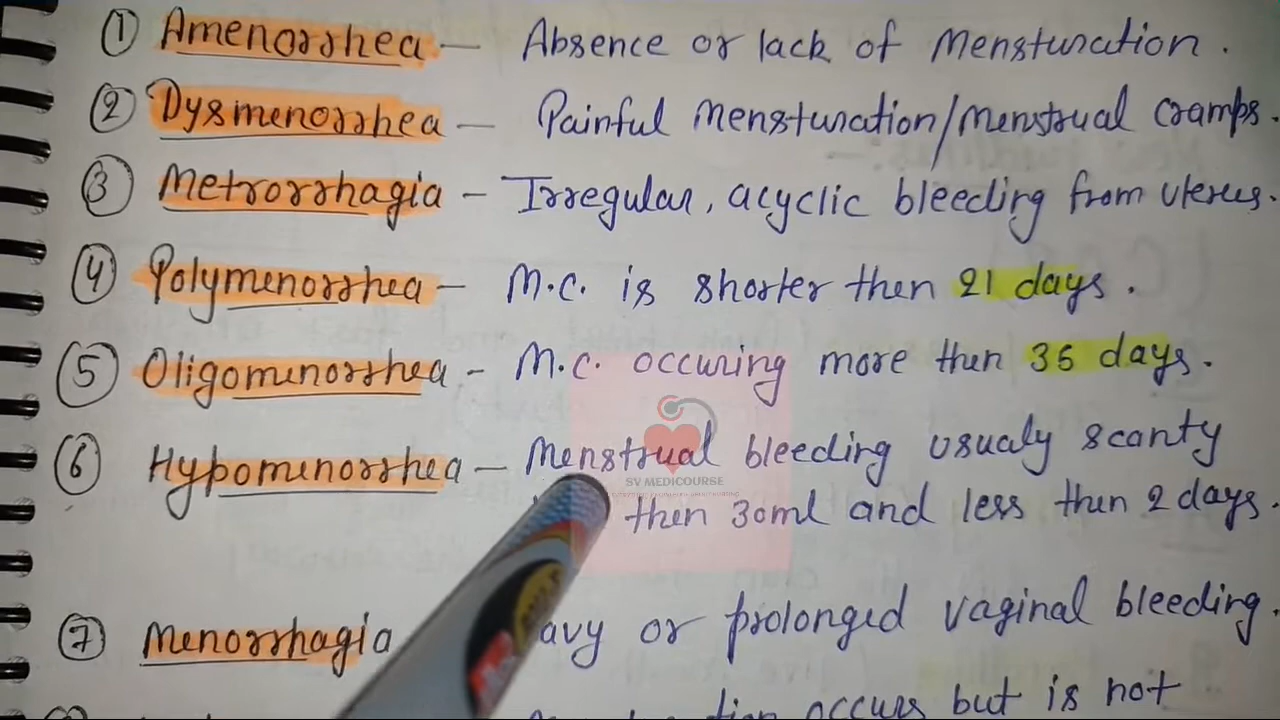 ① Amenorrhea — Absence or lack of Mensturation.
② Dysmenorrhea — Painful Mensturation/Menstrual cramps.
③ Metrorrhagia - Irregular, acyclic bleeding from uterus.
④ Polymenorrhea - M.C. is shorter then 21 days.
⑤ Oligomenorrhea - M.C. occuring more then 35 days.
⑥ Hypomenorrhea - Menstrual bleeding usualy scanty
then 30ml and less then 2 days.
SV MEDICOURSE
⑦ Menorrhagia avy or prolonged vaginal bleeding.
occurs but is not